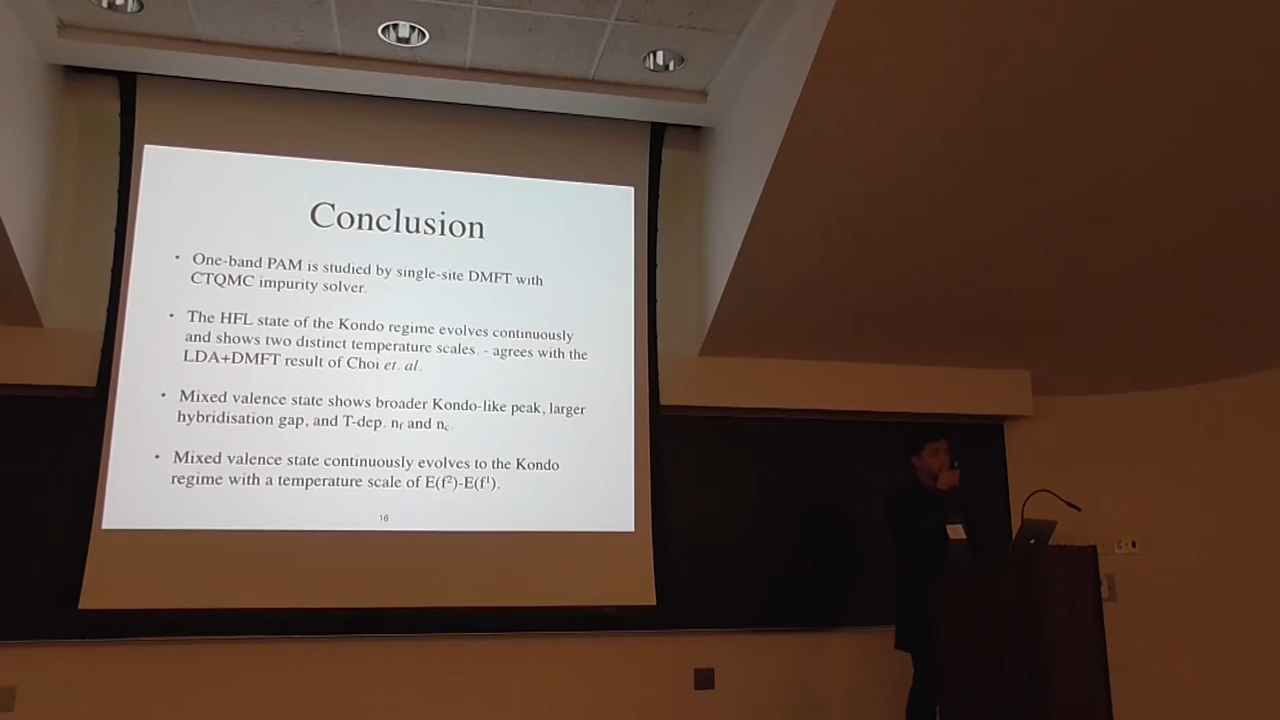 Conclusion
• One-band PAM is studied by single-site DMFT with
CTQMC impurity solver.
• The HFL state of the Kondo regime evolves continuously
and shows two distinct temperature scales. - agrees with the
LDA+DMFT result of Choi et. al.
• Mixed valence state shows broader Kondo-like peak, larger
hybridisation gap, and T-dep. nf and nc.
• Mixed valence state continuously evolves to the Kondo
regime with a temperature scale of E(f²)-E(f¹).
16